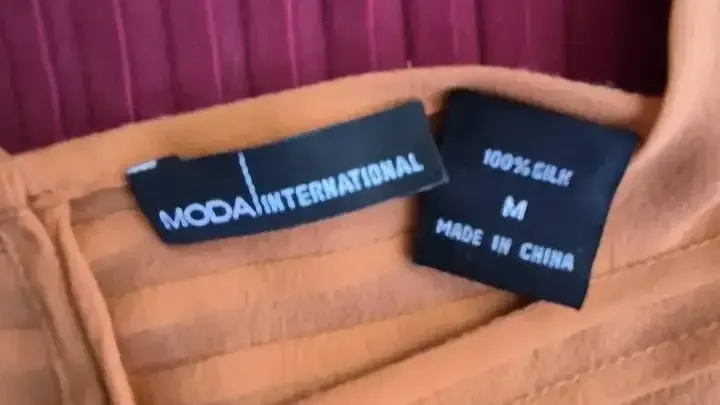 MODA INTERNATIONAL
100% SILK
M
MADE IN CHINA